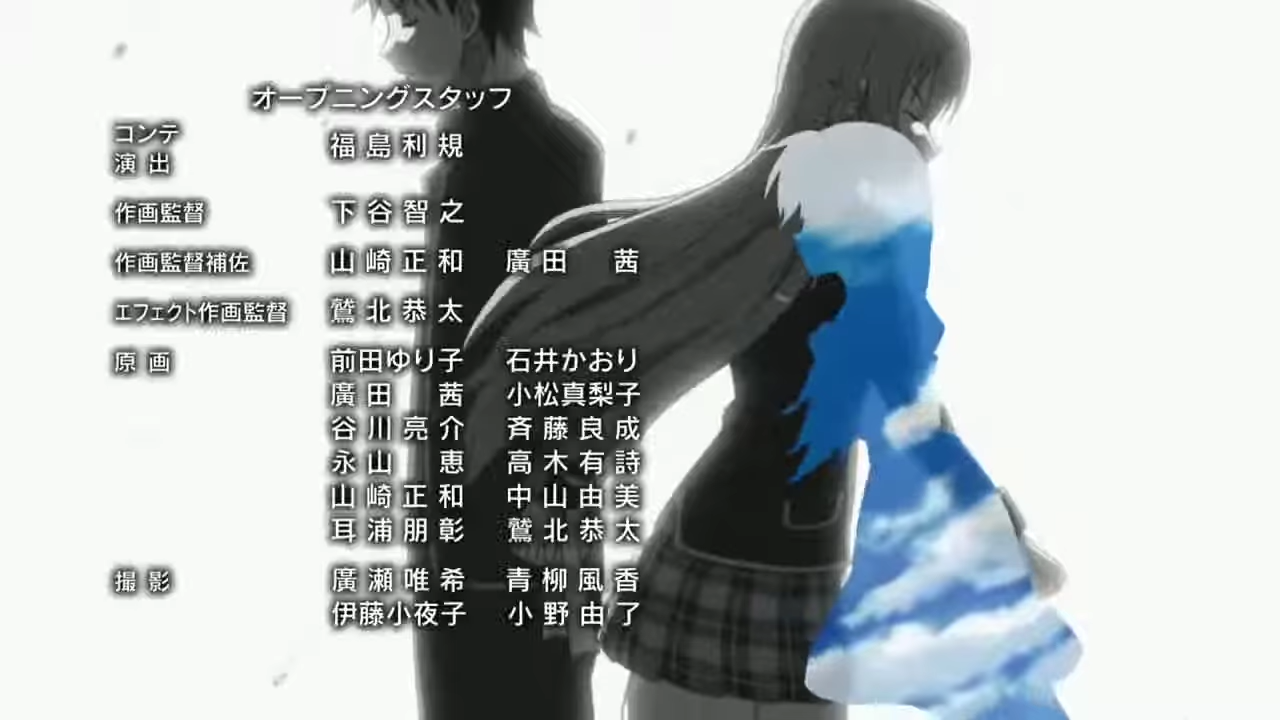 オープニングスタッフ
コンテ
演出 福島利規
作画監督 下谷智之
作画監督補佐 山崎正和 廣田 茜
エフェクト作画監督 鷲北恭太
原画 前田ゆり子 石井かおり
廣田 茜 小松真梨子
谷川亮介 斉藤良成
永山 恵 高木有詩
山崎正和 中山由美
耳浦朋彰 鷲北恭太
撮影 廣瀬唯希 青柳風香
伊藤小夜子 小野由了